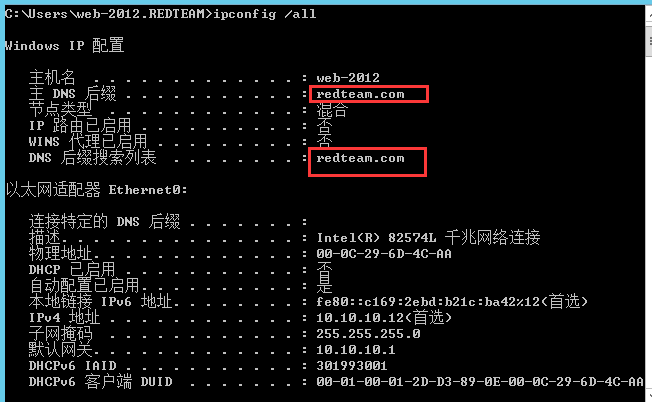 C:\Users\web-2012.REDTEAM>ipconfig /all
Windows IP 配置
主机名 . . . . . . . . . . . . . : web-2012
主 DNS 后缀 . . . . . . . . . . . : redteam.com
节点类型 . . . . . . . . . . . . : 混合
IP 路由已启用 . . . . . . . . . . : 否
WINS 代理已启用 . . . . . . . . . : 否
DNS 后缀搜索列表 . . . . . . . . : redteam.com
以太网适配器 Ethernet0:
连接特定的 DNS 后缀 . . . . . . . :
描述. . . . . . . . . . . . . . . : Intel(R) 82574L 千兆网络连接
物理地址. . . . . . . . . . . . . : 00-0C-29-6D-4C-AA
DHCP 已启用 . . . . . . . . . . . : 否
自动配置已启用. . . . . . . . . . : 是
本地链接 IPv6 地址. . . . . . . . : fe80::c169:2ebd:b21c:ba42%12(首选)
IPv4 地址 . . . . . . . . . . . . : 10.10.10.12(首选)
子网掩码 . . . . . . . . . . . . : 255.255.255.0
默认网关. . . . . . . . . . . . . : 10.10.10.1
DHCPv6 IAID . . . . . . . . . . . : 301993001
DHCPv6 客户端 DUID . . . . . . . : 00-01-00-01-2D-D3-89-0E-00-0C-29-6D-4C-AA